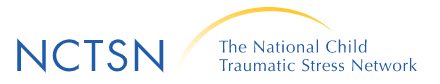 NCTSN
The National Child
Traumatic Stress Network